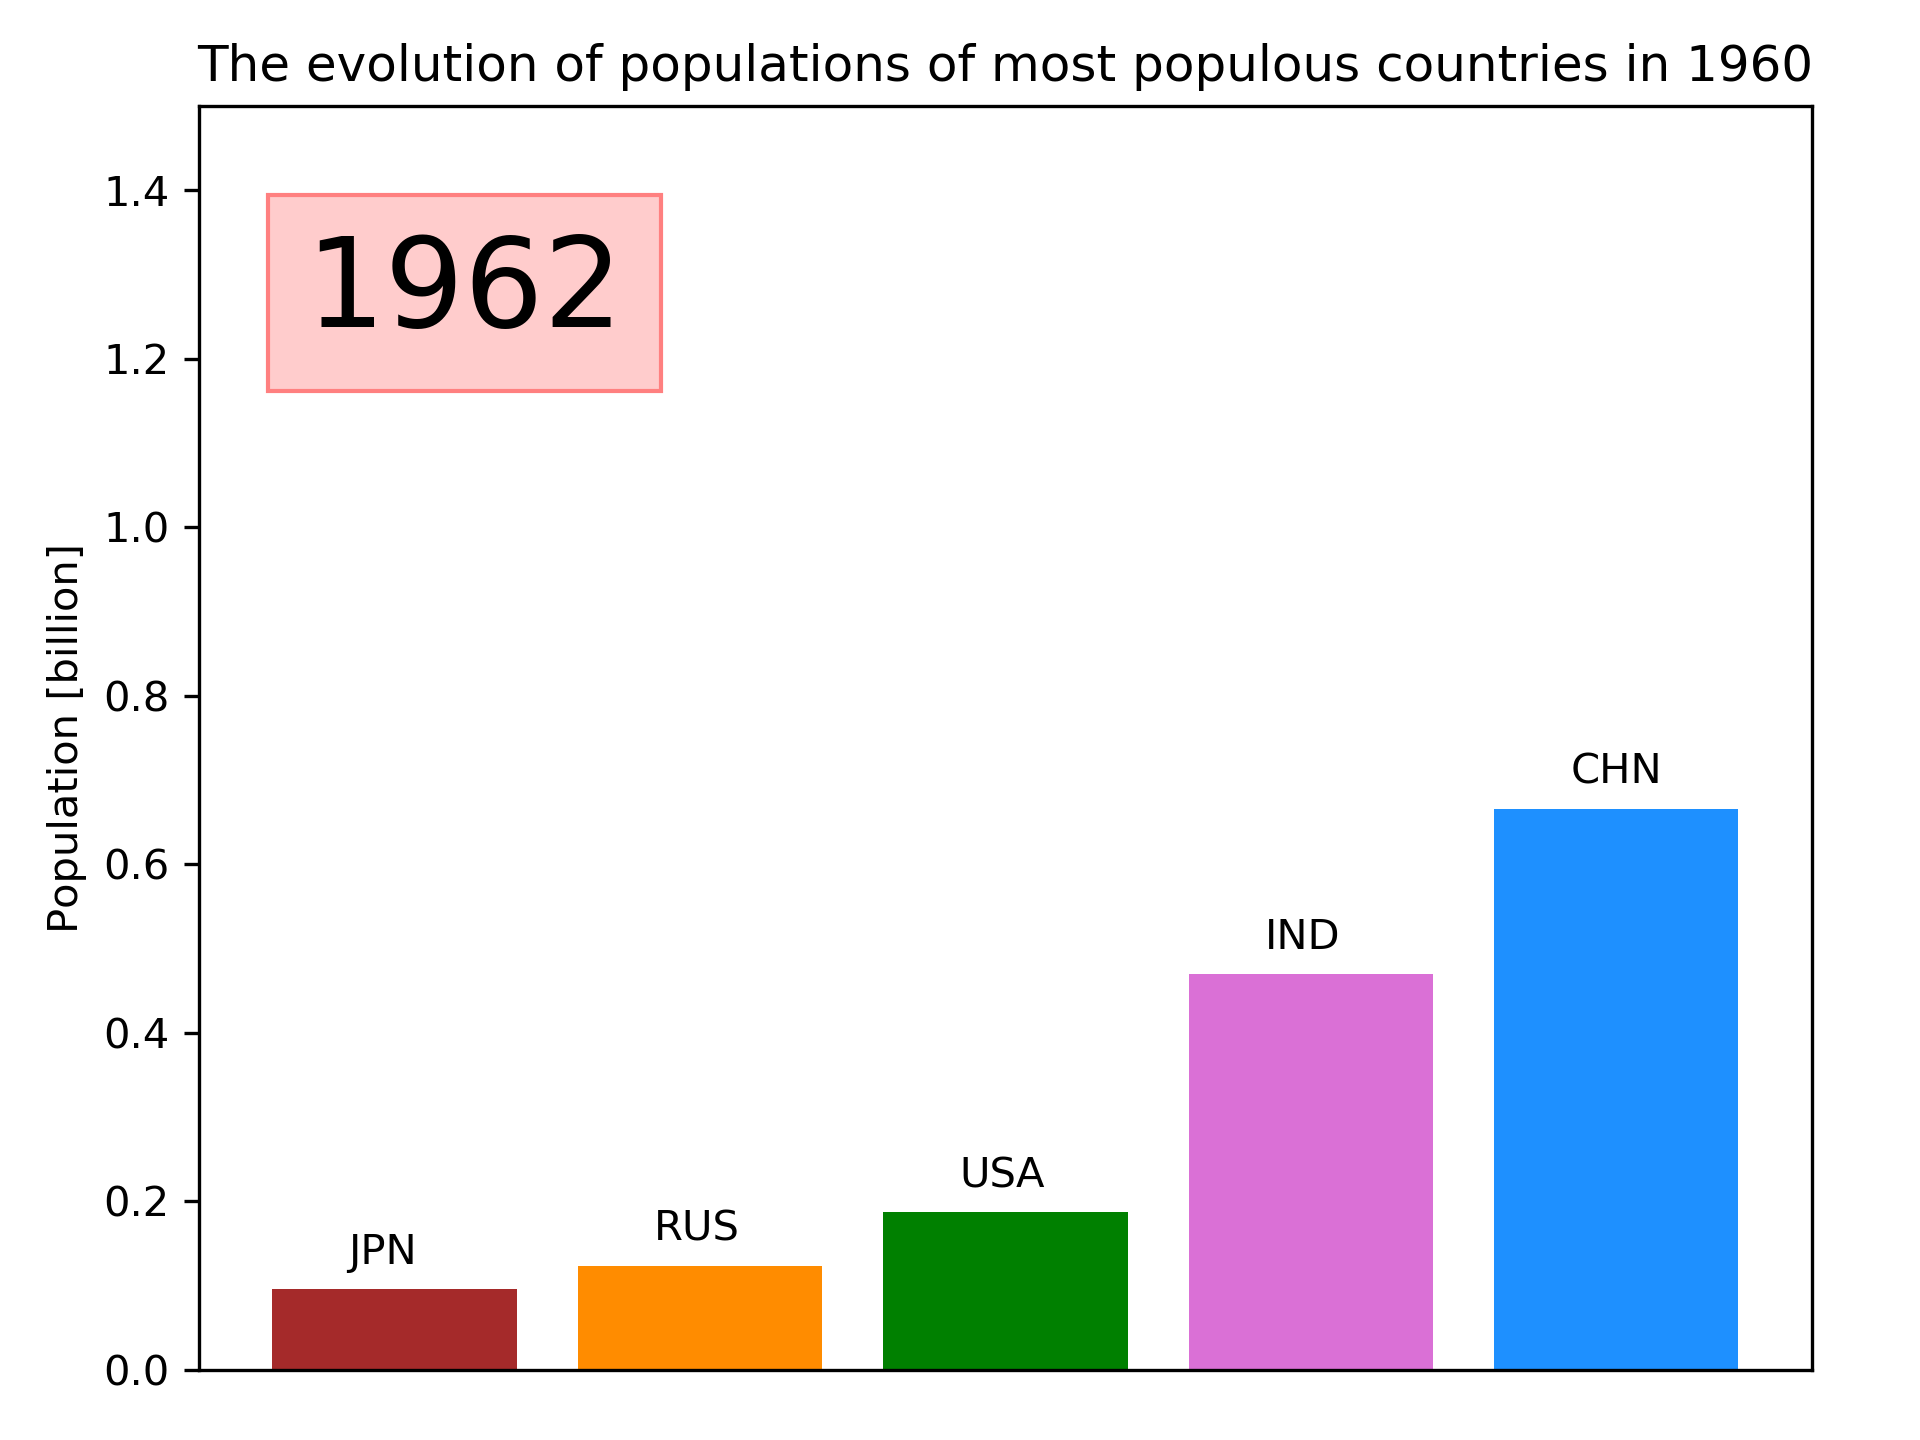 The evolution of populations of most populous countries in 1960
1962
Population [billion]
1.4
1.2
1.0
0.8
0.6
0.4
0.2
0.0
JPN
RUS
USA
IND
CHN